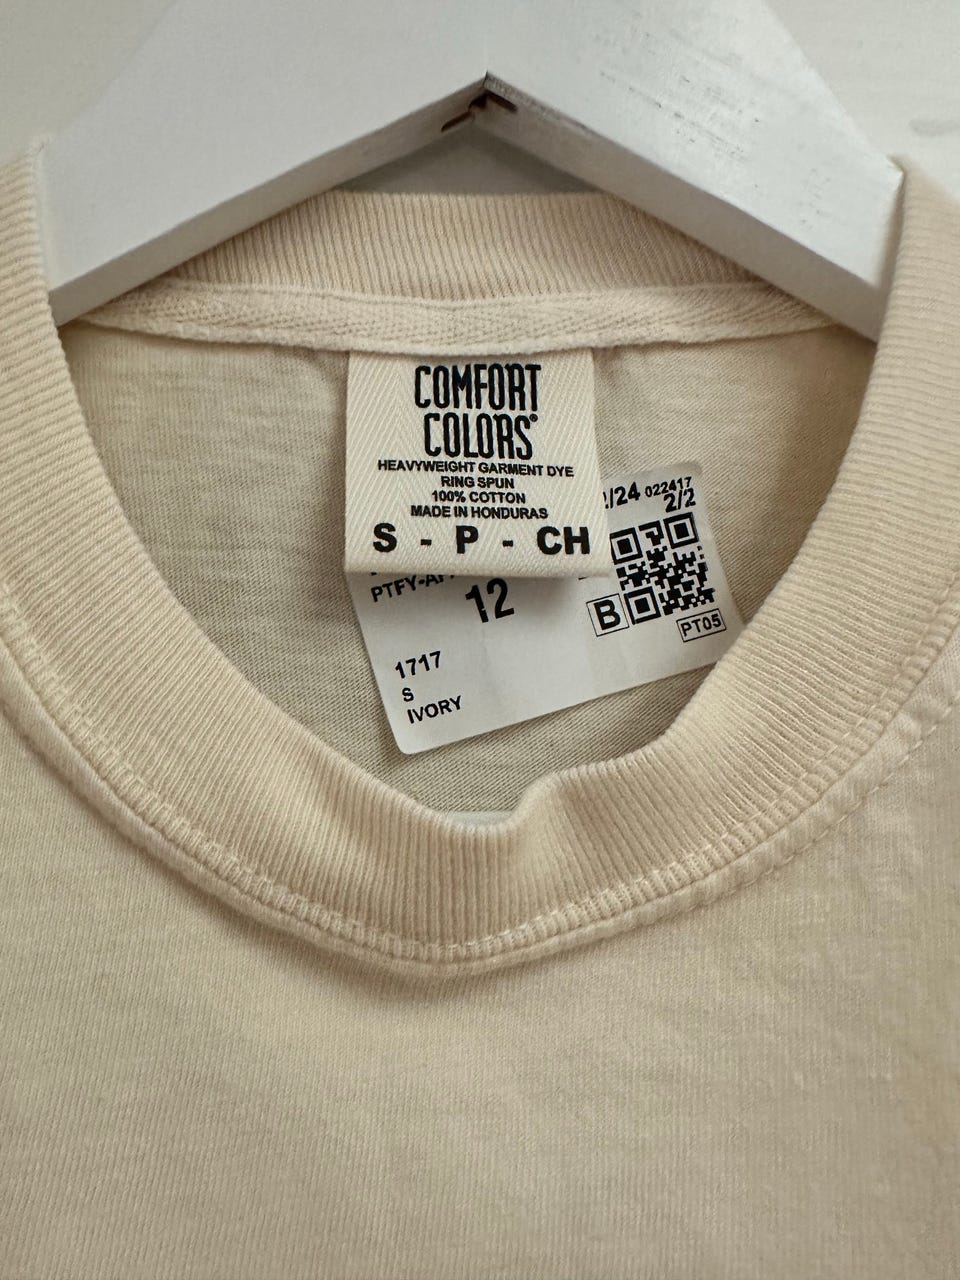 COMFORT
COLORS®
HEAVYWEIGHT GARMENT DYE
RING SPUN
100% COTTON
MADE IN HONDURAS
S - P - CH
/24 022417
2/2
12
B
PT05
1717
S
IVORY